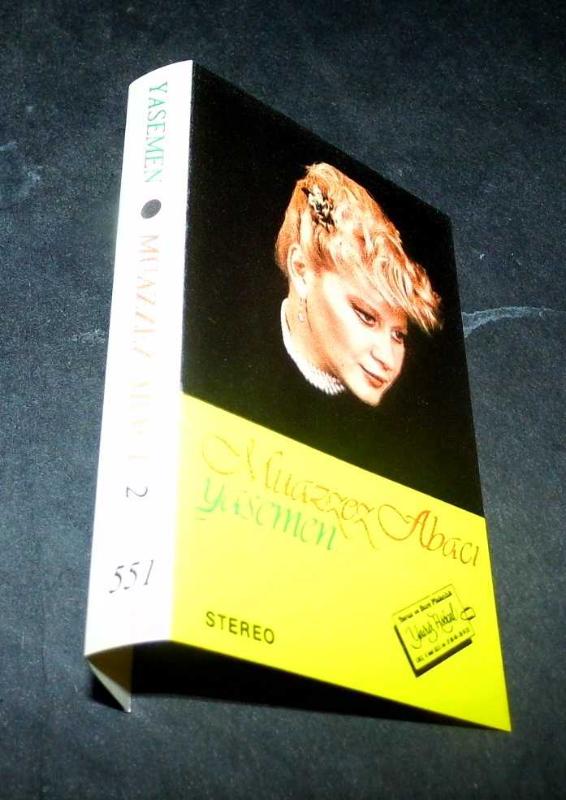 YASEMEN ● MUAZZEZ ABACI 2
551
Muazzez Abacı
yasemen
STEREO